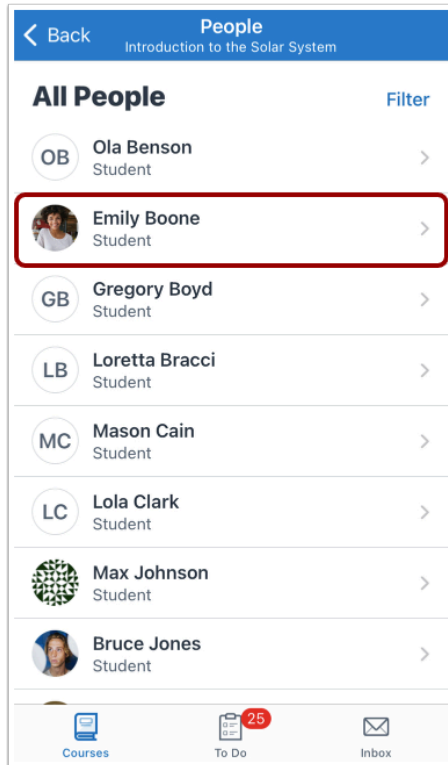 Back
People
Introduction to the Solar System
All People
Filter
OB
Ola Benson
Student
Emily Boone
Student
GB
Gregory Boyd
Student
LB
Loretta Bracci
Student
MC
Mason Cain
Student
LC
Lola Clark
Student
Max Johnson
Student
Bruce Jones
Student
25
Courses
To Do
Inbox